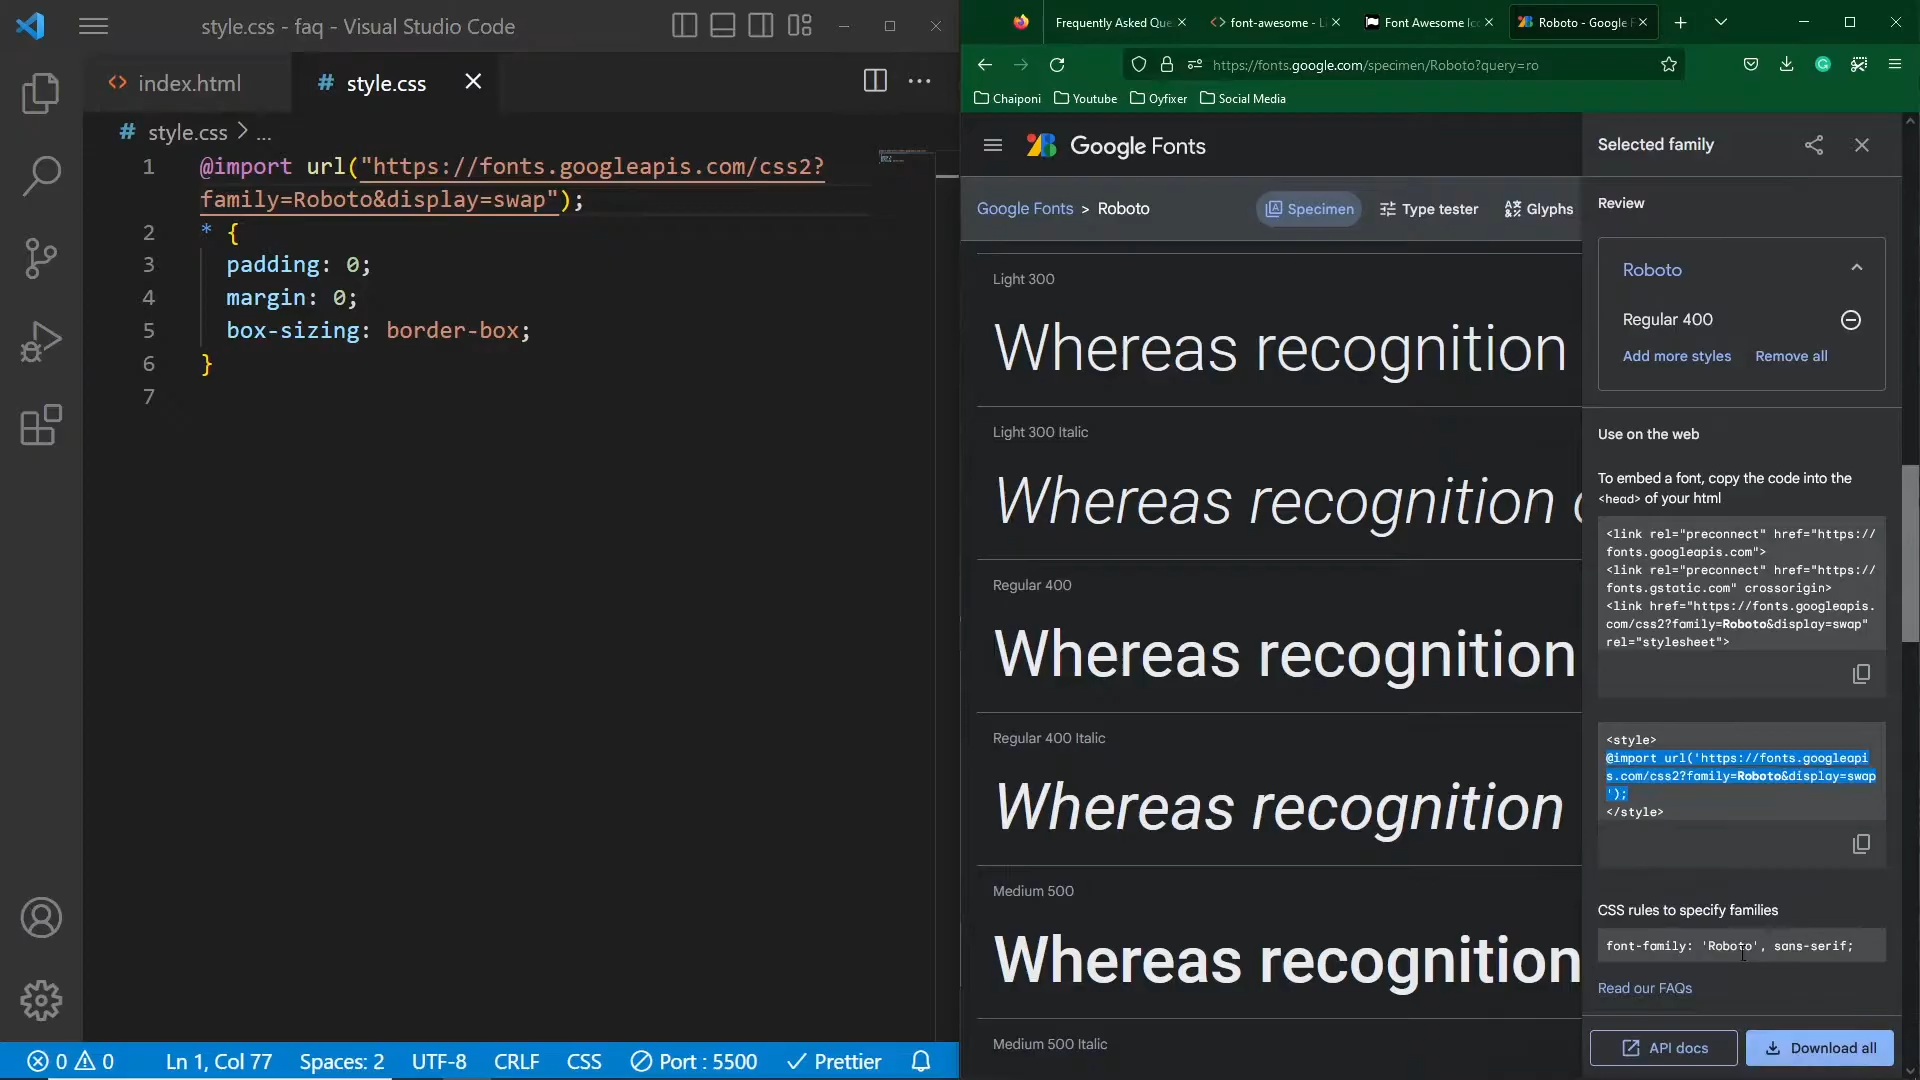 style.css - faq - Visual Studio Code
index.html
style.css
style.css > ...
1 @import url("https://fonts.googleapis.com/css2?
family=Roboto&display=swap");
2 * {
3 padding: 0;
4 margin: 0;
5 box-sizing: border-box;
6 }
7
0 0 Ln 1, Col 77 Spaces: 2 UTF-8 CRLF CSS Port : 5500 Prettier
Frequently Asked Que font-awesome - Li Font Awesome Ico Roboto - Google F
https://fonts.google.com/specimen/Roboto?query=ro
Chaiponi Youtube Oyfixer Social Media
Google Fonts
Google Fonts > Roboto Specimen Type tester Glyphs
Light 300
Whereas recognition
Light 300 Italic
Whereas recognition
Regular 400
Whereas recognition
Regular 400 Italic
Whereas recognition
Medium 500
Whereas recognition
Medium 500 Italic
Selected family
Review
Roboto
Regular 400
Add more styles Remove all
Use on the web
To embed a font, copy the code into the
<head> of your html
<link rel="preconnect" href="https://
fonts.googleapis.com">
<link rel="preconnect" href="https://
fonts.gstatic.com" crossorigin>
<link href="https://fonts.googleapis.
com/css2?family=Roboto&display=swap"
rel="stylesheet">
<style>
@import url('https://fonts.googleapi
s.com/css2?family=Roboto&display=swap
');
</style>
CSS rules to specify families
font-family: 'Roboto', sans-serif;
Read our FAQs
API docs Download all